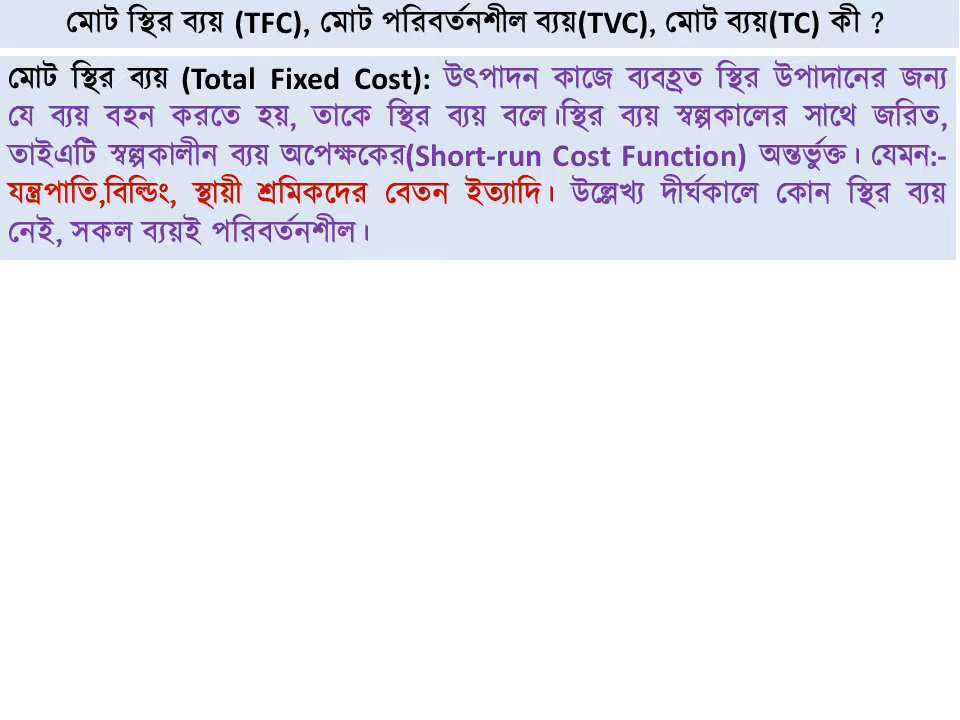 মোট স্থির ব্যয় (TFC), মোট পরিবর্তনশীল ব্যয়(TVC), মোট ব্যয়(TC) কী ?
মোট স্থির ব্যয় (Total Fixed Cost): উৎপাদন কাজে ব্যবহ্রত স্থির উপাদানের জন্য
যে ব্যয় বহন করতে হয়, তাকে স্থির ব্যয় বলে।স্থির ব্যয় স্বল্পকালের সাথে জরিত,
তাইএটি স্বল্পকালীন ব্যয় অপেক্ষকের(Short-run Cost Function) অন্তর্ভুক্ত। যেমন:-
যন্ত্রপাতি,বিল্ডিং, স্থায়ী শ্রমিকদের বেতন ইত্যাদি। উল্লেখ্য দীর্ঘকালে কোন স্থির ব্যয়
নেই, সকল ব্যয়ই পরিবর্তনশীল।